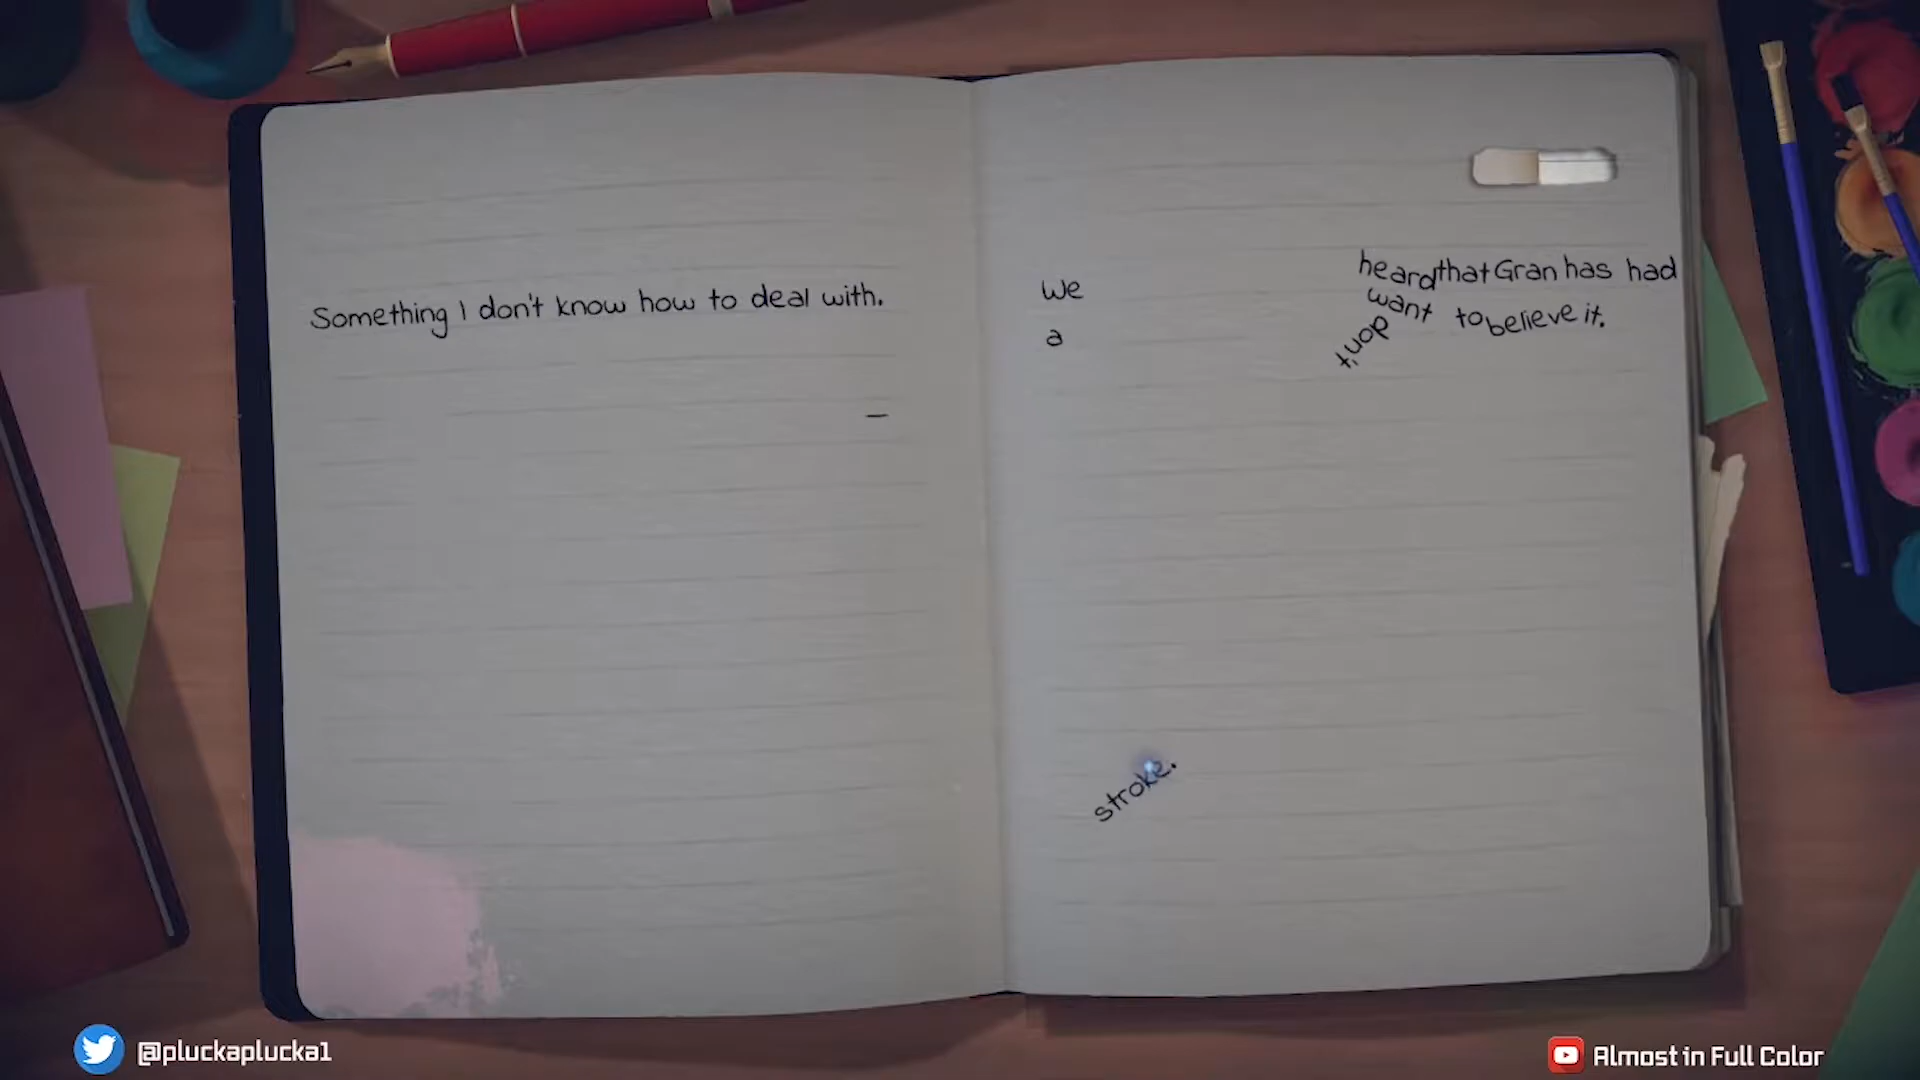 Something I don't know how to deal with.
–
We heard that Gran has had
a
want to believe it.
don't
stroke.
@pluckaplucka1
Almost in Full Color